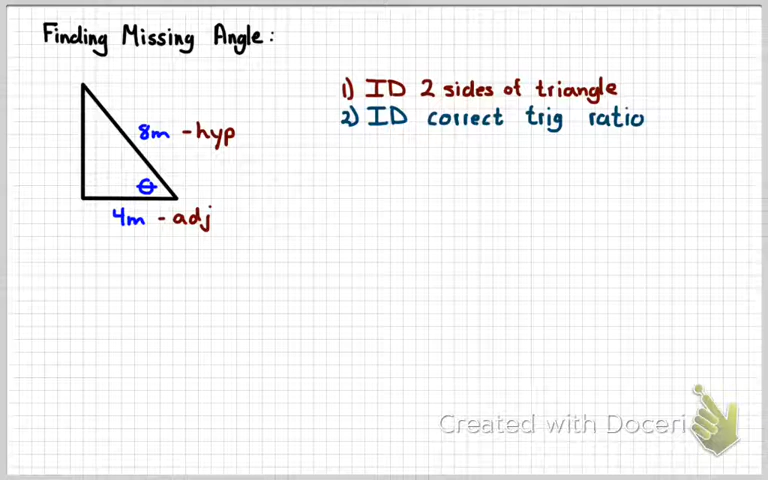 Finding Missing Angle:
1) ID 2 sides of triangle
2) ID correct trig ratio
8m - hyp
θ
4m - adj
Created with Doceri